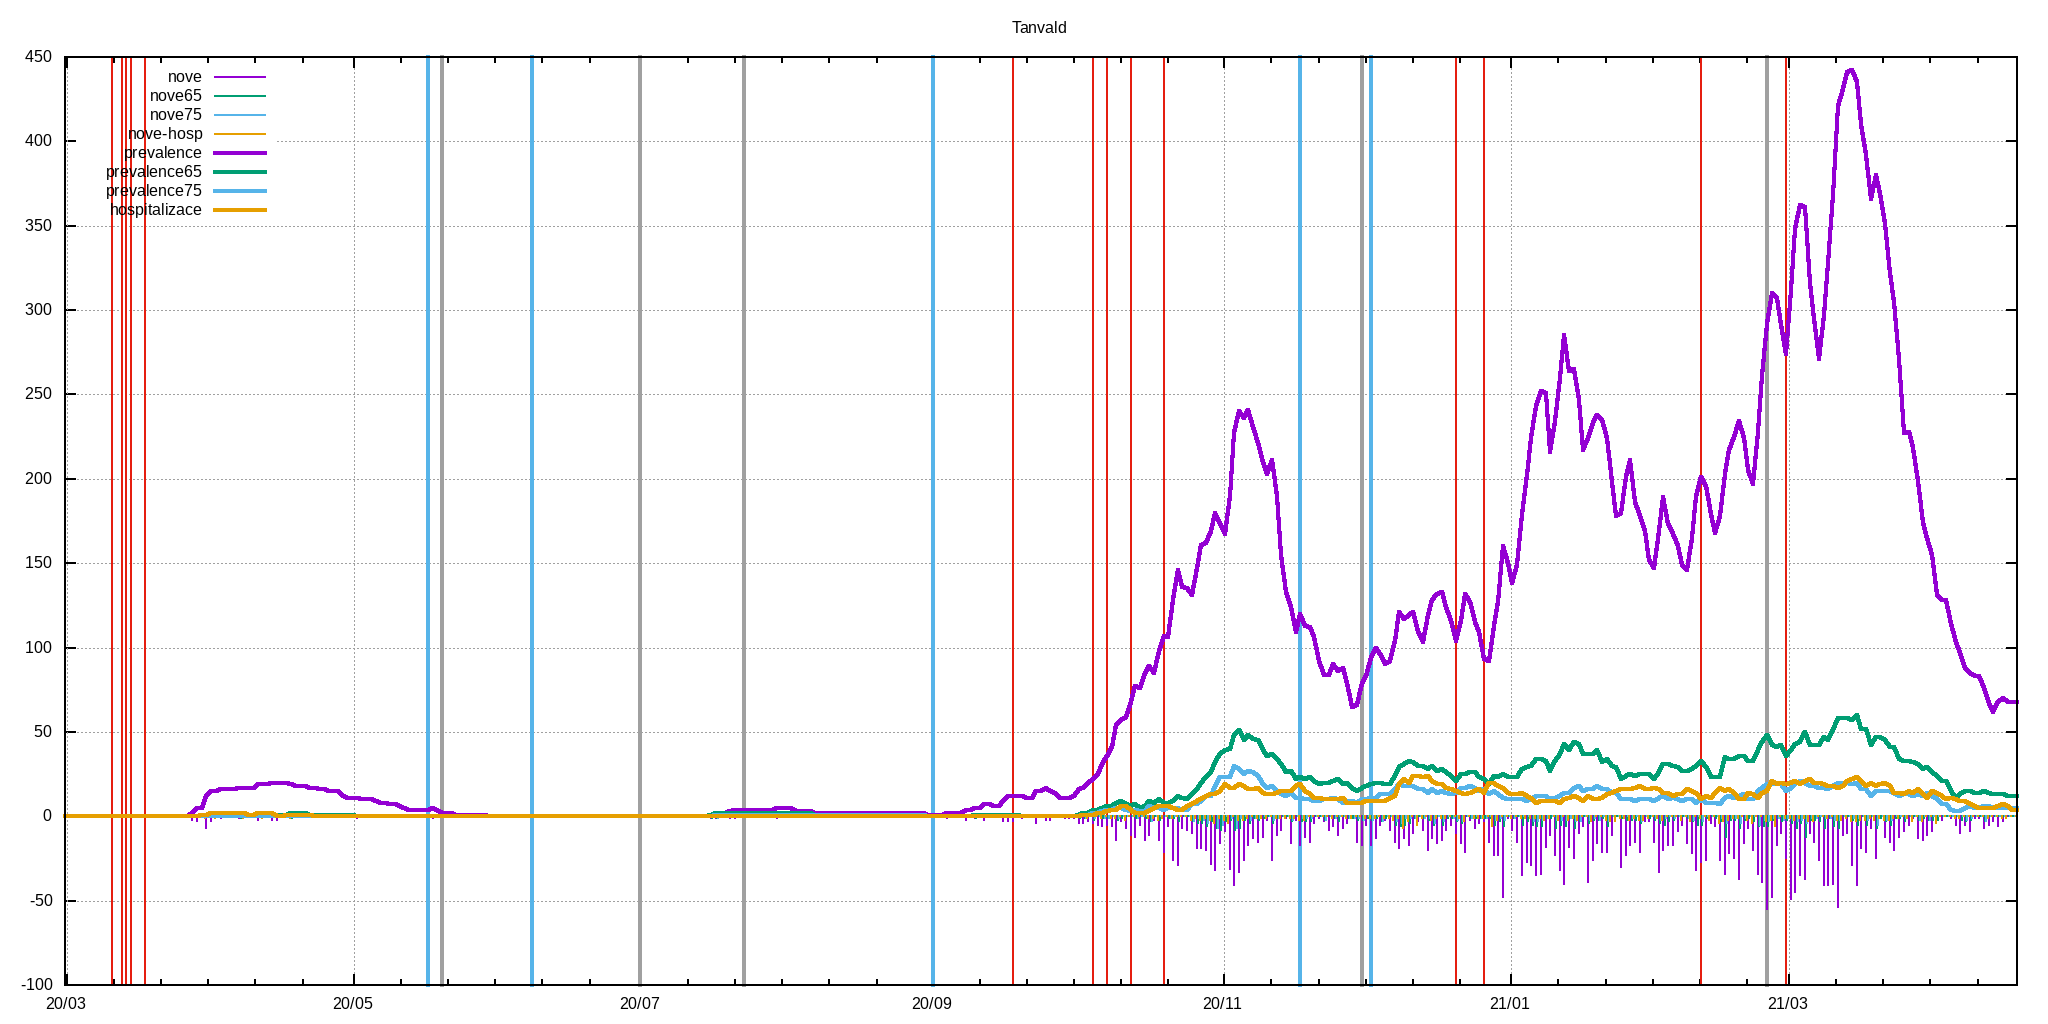 Tanvald
450
400
350
300
250
200
150
100
50
0
-50
-100
nove
nove65
nove75
nove-hosp
prevalence
prevalence65
prevalence75
hospitalizace
20/03 20/05 20/07 20/09 20/11 21/01 21/03